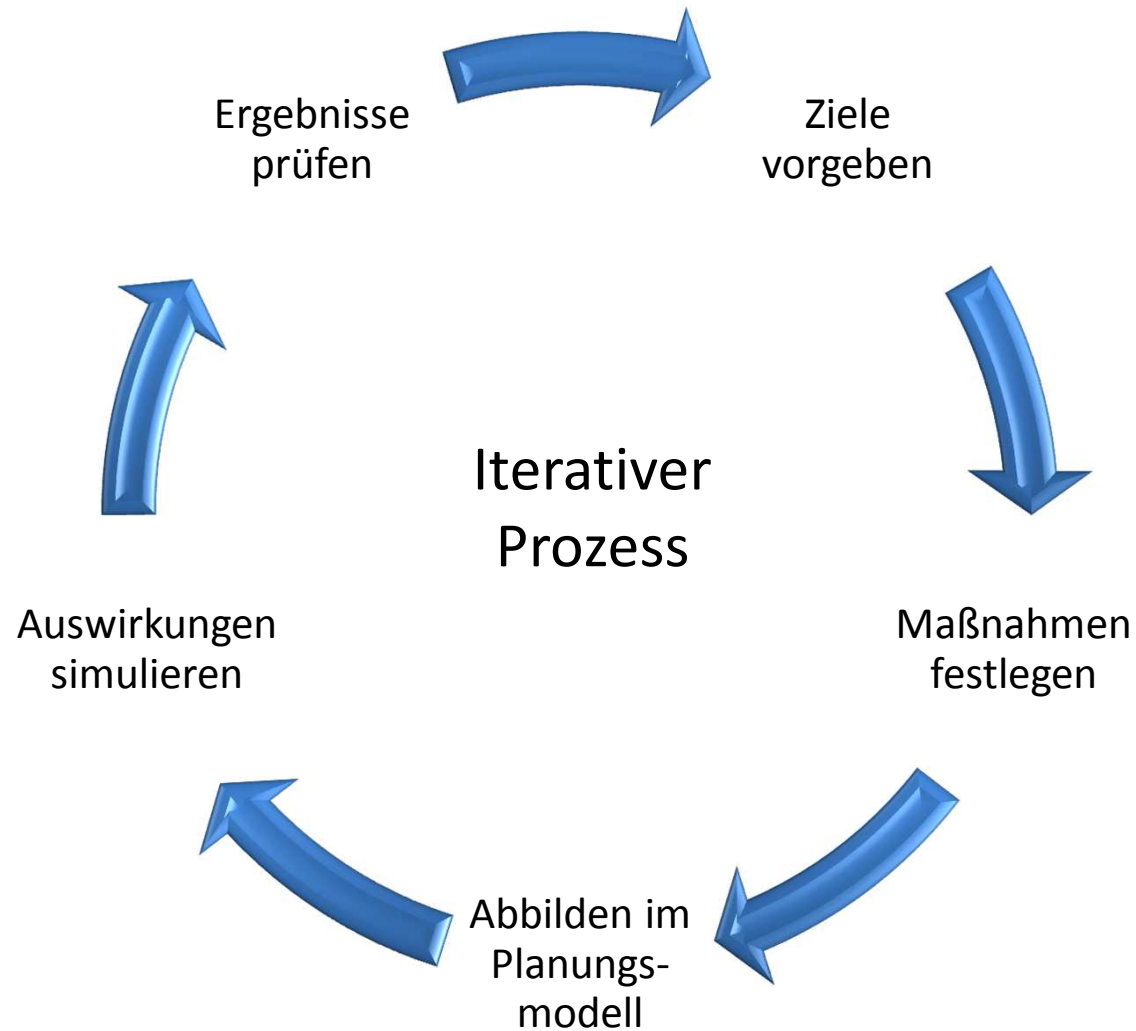 Ergebnisse
prüfen
Ziele
vorgeben
Iterativer
Prozess
Auswirkungen
simulieren
Maßnahmen
festlegen
Abbilden im
Planungs-
modell